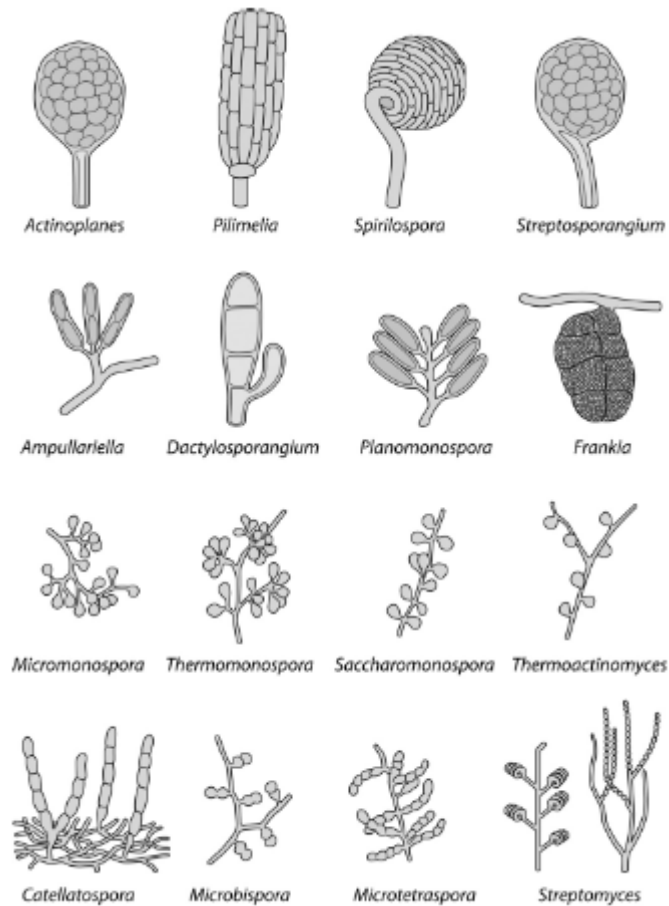 Actinoplanes Pilimelia Spirilospora Streptosporangium
Ampullariella Dactylosporangium Planomonospora Frankia
Micromonospora Thermomonospora Saccharomonospora Thermoactinomyces
Catellatospora Microbispora Microtetraspora Streptomyces